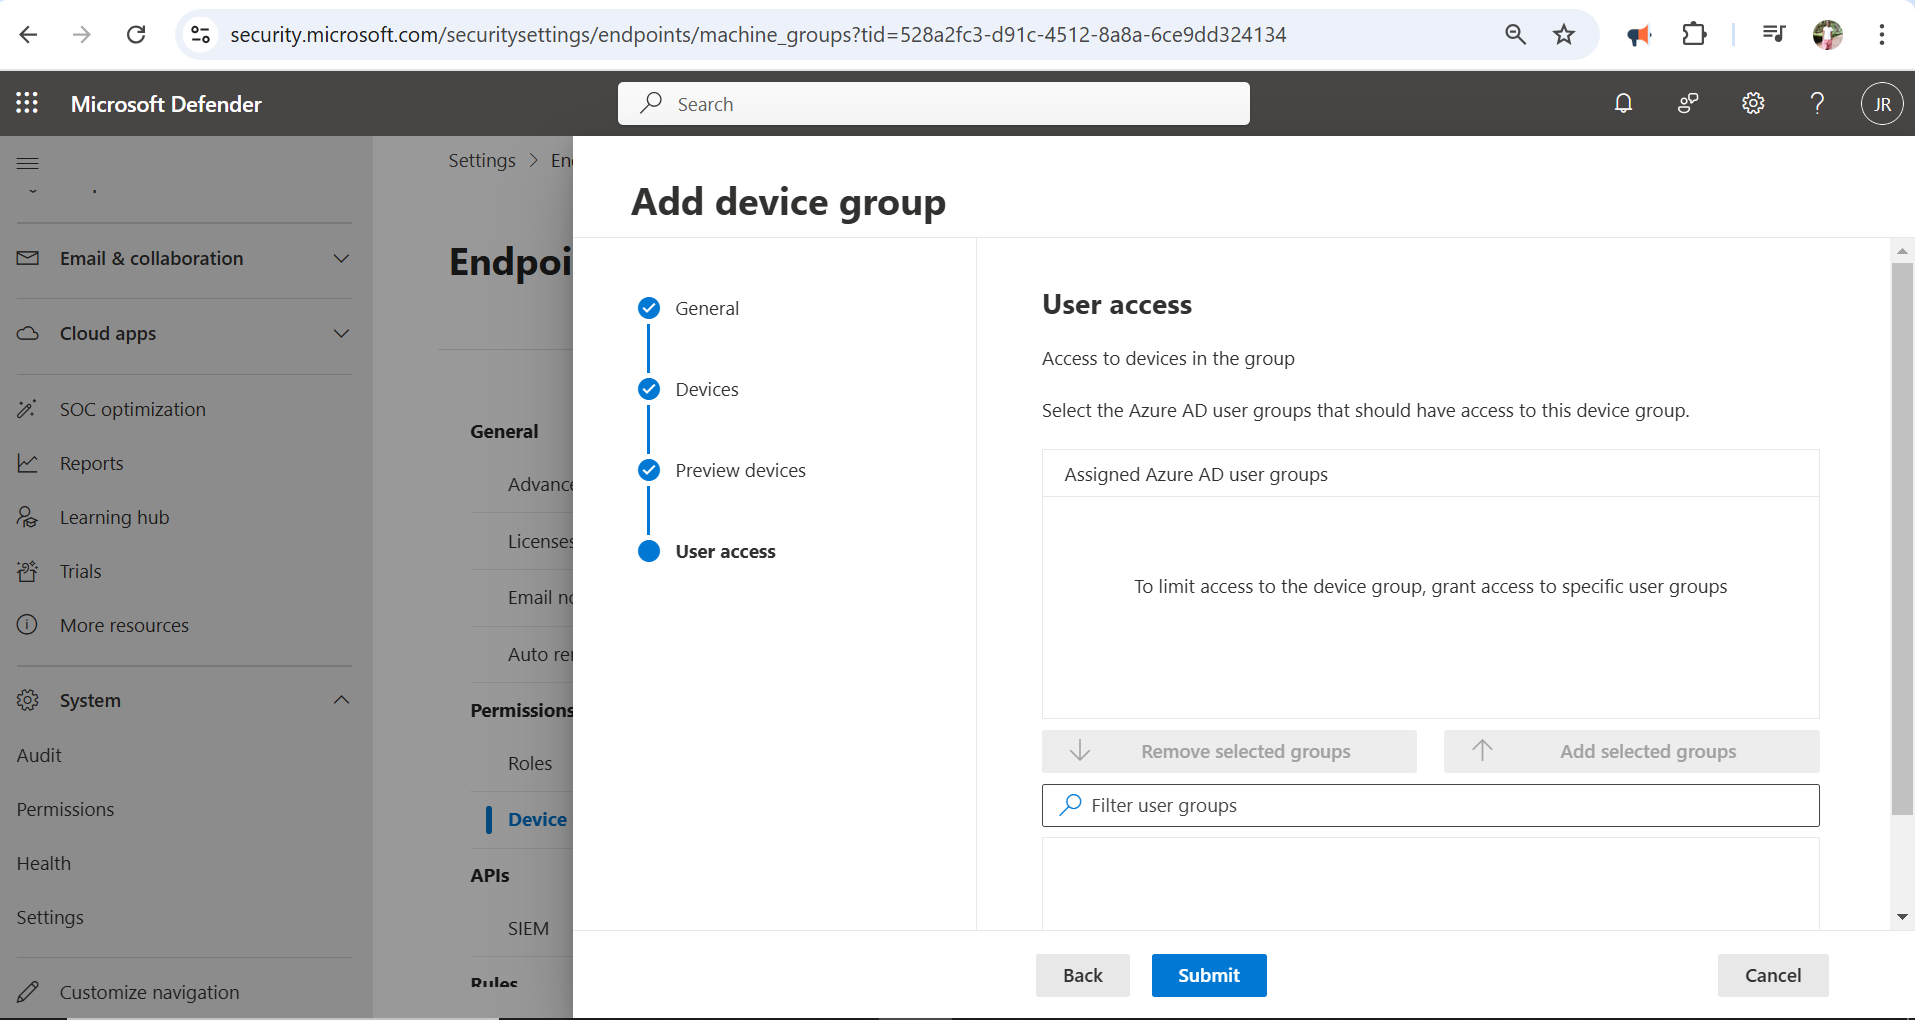 security.microsoft.com/securitysettings/endpoints/machine_groups?tid=528a2fc3-d91c-4512-8a8a-6ce9dd324134
Microsoft Defender
Search
JR
Email & collaboration
Cloud apps
SOC optimization
Reports
Learning hub
Trials
More resources
System
Audit
Permissions
Health
Settings
Customize navigation
Settings > En
Endpoi
General
Advance
Licenses
Email no
Auto re
Permissions
Roles
Device
APIs
SIEM
Rules
Add device group
General
Devices
Preview devices
User access
User access
Access to devices in the group
Select the Azure AD user groups that should have access to this device group.
Assigned Azure AD user groups
To limit access to the device group, grant access to specific user groups
Remove selected groups
Add selected groups
Filter user groups
Back
Submit
Cancel